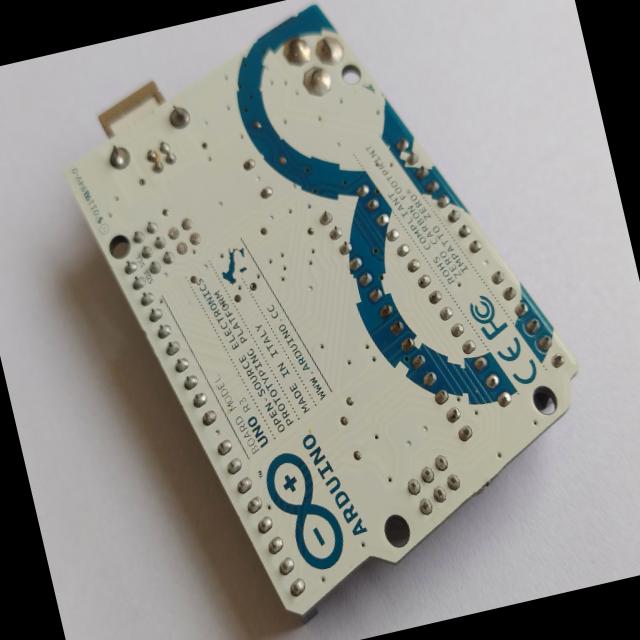 ARDUINO
BOARD MODEL
UNO R3
OPEN SOURCE ELECTRONICS
PROTOTYPING PLATFORM
MADE IN ITALY
WWW.ARDUINO.CC
CE FC